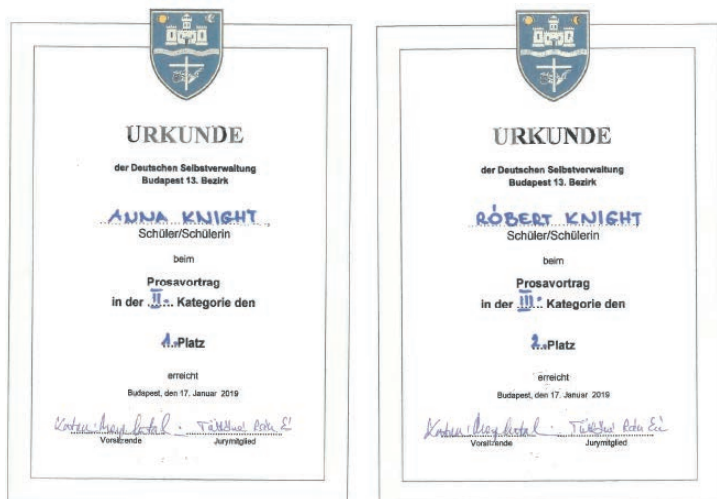 URKUNDE
der Deutschen Selbstverwaltung
Budapest 13. Bezirk
ANNA KNIGHT
Schüler/Schülerin
beim
Prosavortrag
in der II. Kategorie den
1. Platz
erreicht
Budapest, den 17. Januar 2019
Vorsitzende Jurymitglied
URKUNDE
der Deutschen Selbstverwaltung
Budapest 13. Bezirk
RÓBERT KNIGHT
Schüler/Schülerin
beim
Prosavortrag
in der III. Kategorie den
2. Platz
erreicht
Budapest, den 17. Januar 2019
Vorsitzende Jurymitglied